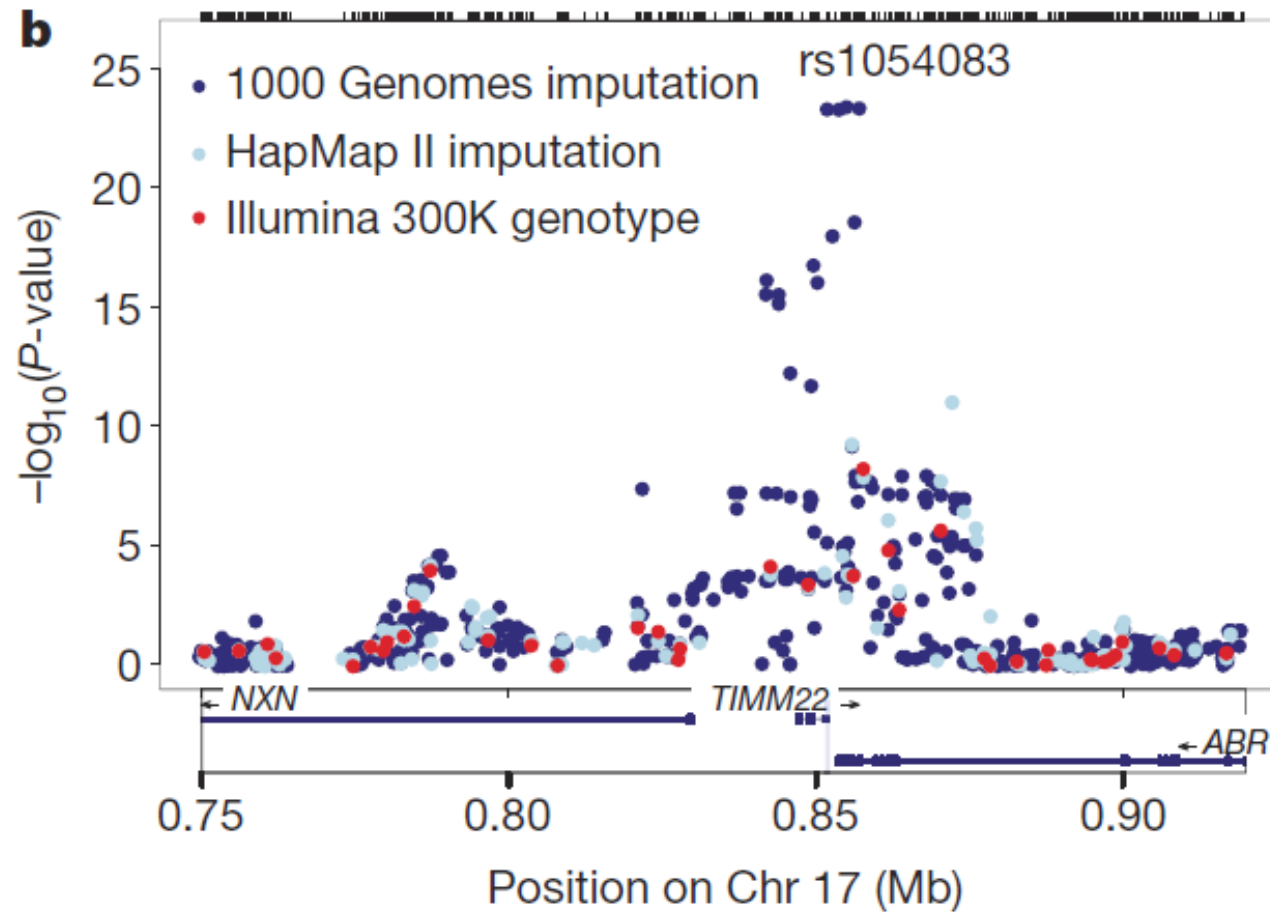 b
rs1054083
1000 Genomes imputation
HapMap II imputation
Illumina 300K genotype
25
20
15
10
5
0
–log10(P-value)
← NXN
TIMM22 →
← ABR
0.75 0.80 0.85 0.90
Position on Chr 17 (Mb)